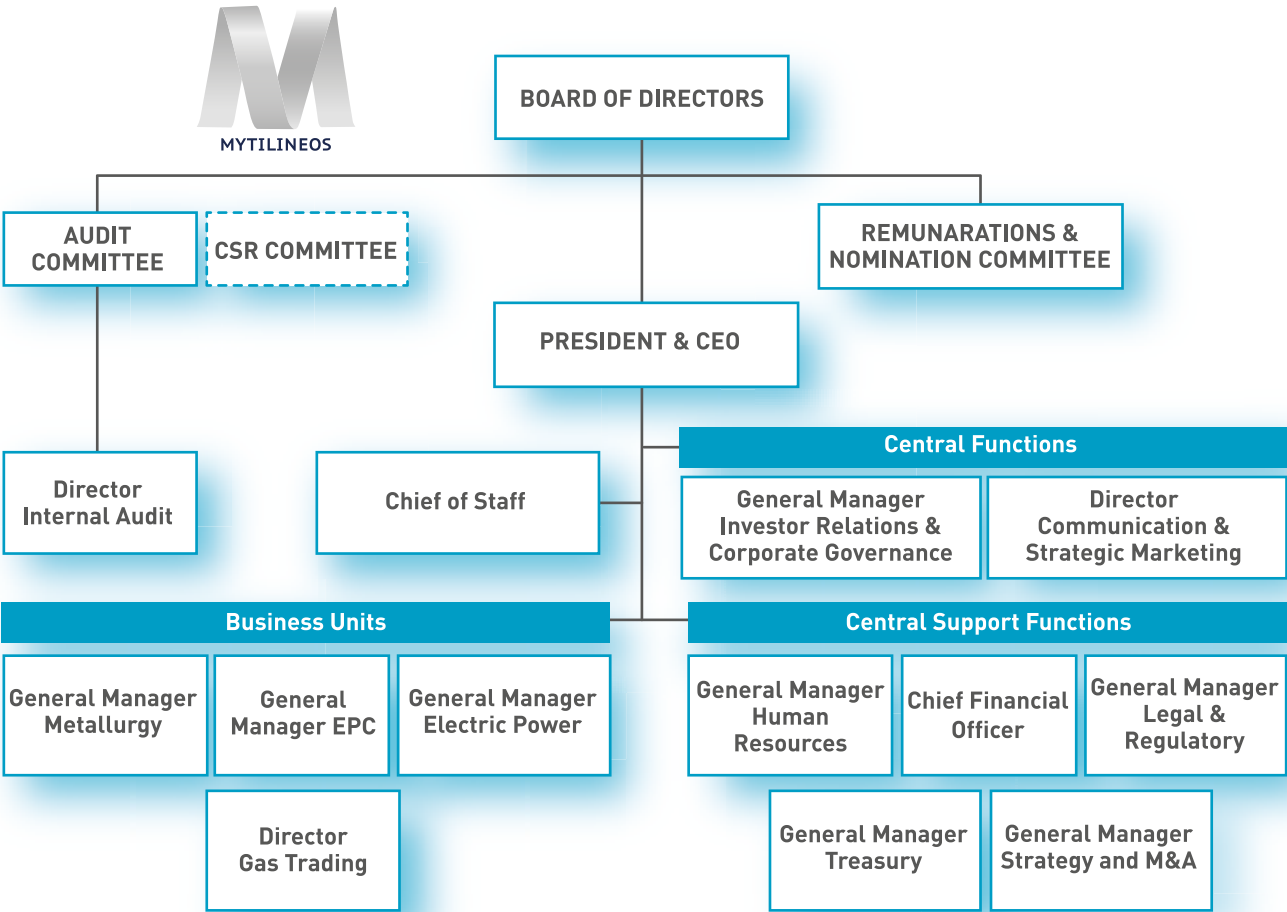 MYTILINEOS
BOARD OF DIRECTORS
AUDIT
COMMITTEE
CSR COMMITTEE
REMUNARATIONS &
NOMINATION COMMITTEE
PRESIDENT & CEO
Director
Internal Audit
Chief of Staff
Central Functions
General Manager
Investor Relations &
Corporate Governance
Director
Communication &
Strategic Marketing
Business Units
General Manager
Metallurgy
General
Manager EPC
General Manager
Electric Power
Director
Gas Trading
Central Support Functions
General Manager
Human
Resources
Chief Financial
Officer
General Manager
Legal &
Regulatory
General Manager
Treasury
General Manager
Strategy and M&A